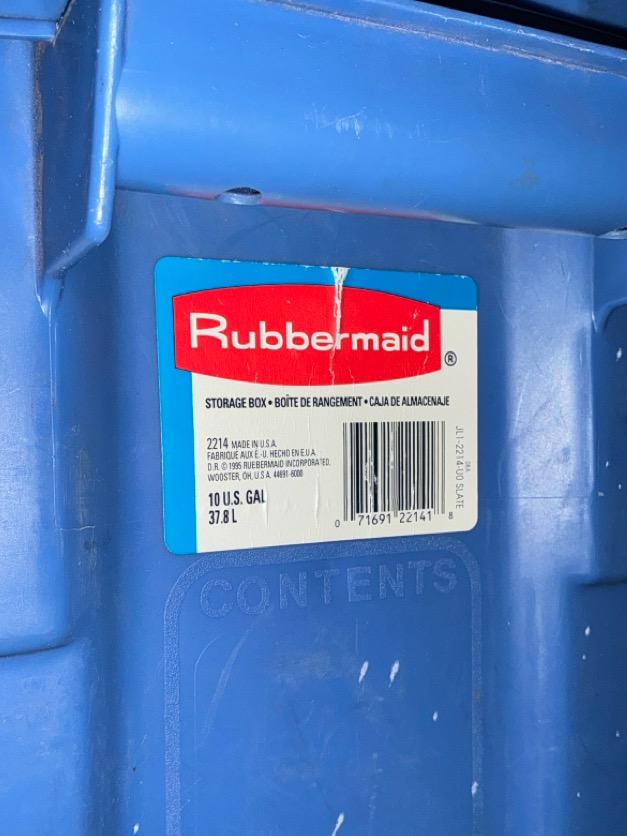 Rubbermaid
®
STORAGE BOX • BOÎTE DE RANGEMENT • CAJA DE ALMACENAJE
2214 MADE IN U.S.A.
FABRIQUÉ AUX É.-U. HECHO EN E.U.A.
D.R. © 1995 RUBBERMAID INCORPORATED,
WOOSTER, OH, U.S.A. 44691-6000
10 U.S. GAL
37.8 L
0 71691 22141 8
JL1-2214-U0 SLATE
CONTENTS